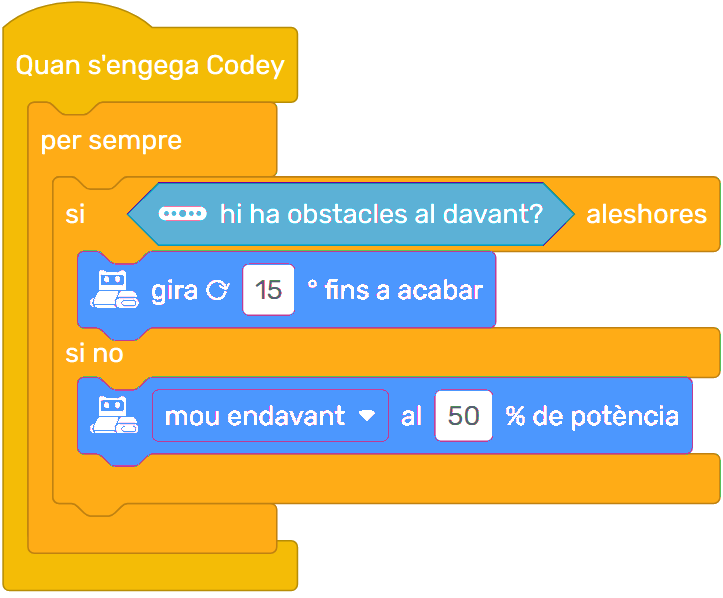 Quan s'engega Codey
per sempre
si hi ha obstacles al davant? aleshores
gira 15 ° fins a acabar
si no
mou endavant al 50 % de potència